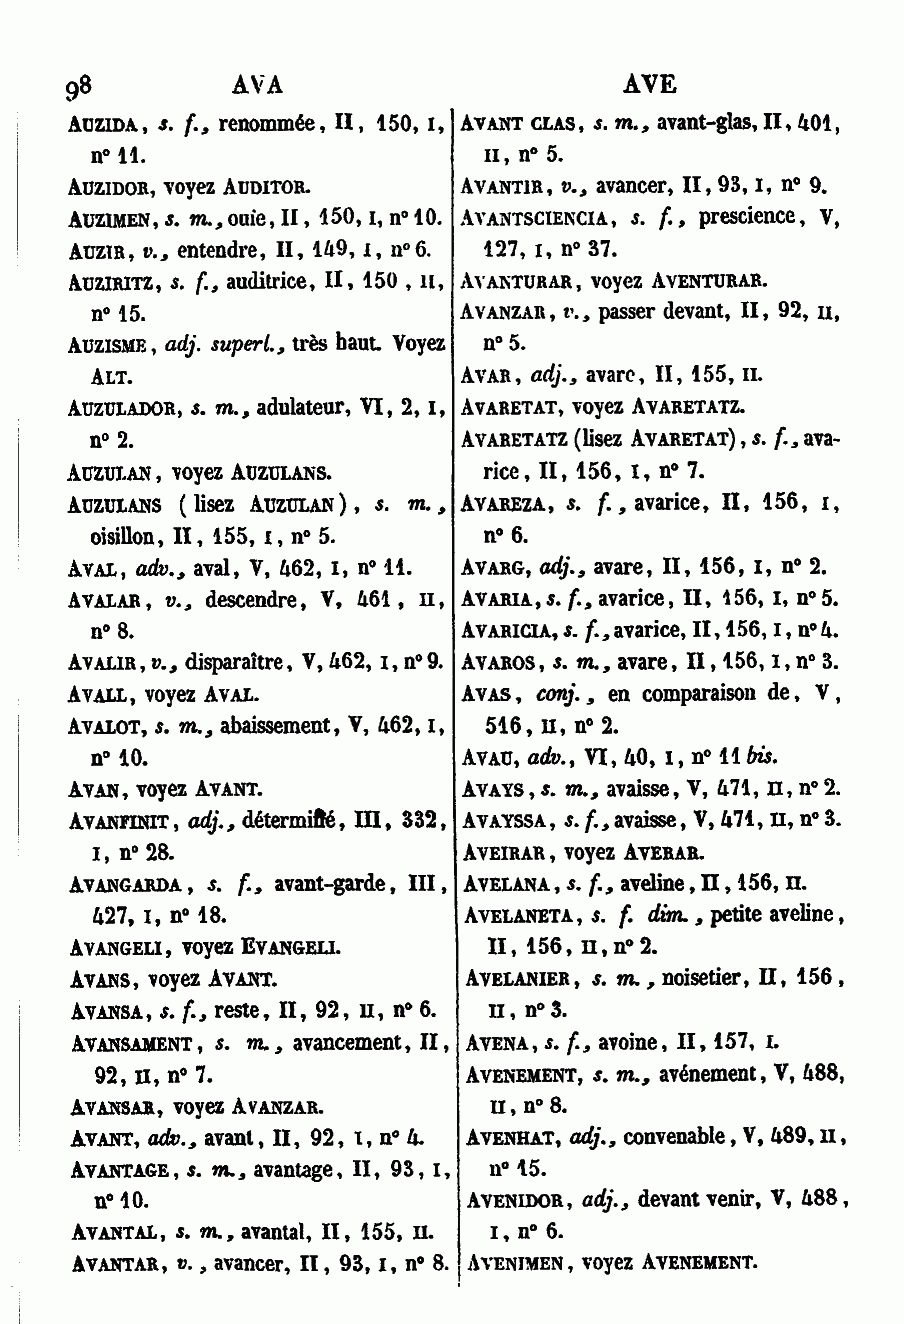 98 AVA AVE
AUZIDA, s. f., renommée, II, 150, I,
n° 11.
AUZIDOR, voyez AUDITOR.
AUZIMEN, s. m., ouïe, II, 150, I, n° 10.
AUZIR, v., entendre, II, 149, I, n° 6.
AUZIRITZ, s. f., auditrice, II, 150, II,
n° 15.
AUZISME, adj. superl., très haut. Voyez
ALT.
AUZULADOR, s. m., adulateur, VI, 2, I,
n° 2.
AUZULAN, voyez AUZULANS.
AUZULANS (lisez AUZULAN), s. m.,
oisillon, II, 155, I, n° 5.
AVAL, adv., aval, V, 462, I, n° 11.
AVALAR, v., descendre, V, 461, II,
n° 8.
AVALIR, v., disparaître, V, 462, I, n° 9.
AVALL, voyez AVAL.
AVALOT, s. m., abaissement, V, 462, I,
n° 10.
AVAN, voyez AVANT.
AVANFINIT, adj., déterminé, III, 332,
I, n° 28.
AVANGARDA, s. f., avant-garde, III,
427, I, n° 18.
AVANGELI, voyez EVANGELI.
AVANS, voyez AVANT.
AVANSA, s. f., reste, II, 92, II, n° 6.
AVANSAMENT, s. m., avancement, II,
92, II, n° 7.
AVANSAR, voyez AVANZAR.
AVANT, adv., avant, II, 92, I, n° 4.
AVANTAGE, s. m., avantage, II, 93, I,
n° 10.
AVANTAL, s. m., avantal, II, 155, II.
AVANTAR, v., avancer, II, 93, I, n° 8.
AVANT CLAS, s. m., avant-glas, II, 401,
II, n° 5.
AVANTIR, v., avancer, II, 93, I, n° 9.
AVANTSCIENCIA, s. f., prescience, V,
127, I, n° 37.
AVANTURAR, voyez AVENTURAR.
AVANZAR, v., passer devant, II, 92, II,
n° 5.
AVAR, adj., avare, II, 155, II.
AVARETAT, voyez AVARETATZ.
AVARETATZ (lisez AVARETAT), s. f., ava-
rice, II, 156, I, n° 7.
AVAREZA, s. f., avarice, II, 156, I,
n° 6.
AVARG, adj., avare, II, 156, I, n° 2.
AVARIA, s. f., avarice, II, 156, I, n° 5.
AVARICIA, s. f., avarice, II, 156, I, n° 4.
AVAROS, s. m., avare, II, 156, I, n° 3.
AVAS, conj., en comparaison de, V,
516, II, n° 2.
AVAU, adv., VI, 40, I, n° 11 bis.
AVAYS, s. m., avaisse, V, 471, II, n° 2.
AVAYSSA, s. f., avaisse, V, 471, II, n° 3.
AVEIRAR, voyez AVERAR.
AVELANA, s. f., aveline, II, 156, II.
AVELANETA, s. f. dim., petite aveline,
II, 156, II, n° 2.
AVELANIER, s. m., noisetier, II, 156,
II, n° 3.
AVENA, s. f., avoine, II, 157, I.
AVENEMENT, s. m., avénement, V, 488,
II, n° 8.
AVENHAT, adj., convenable, V, 489, II,
n° 15.
AVENIDOR, adj., devant venir, V, 488,
I, n° 6.
AVENIMEN, voyez AVENEMENT.